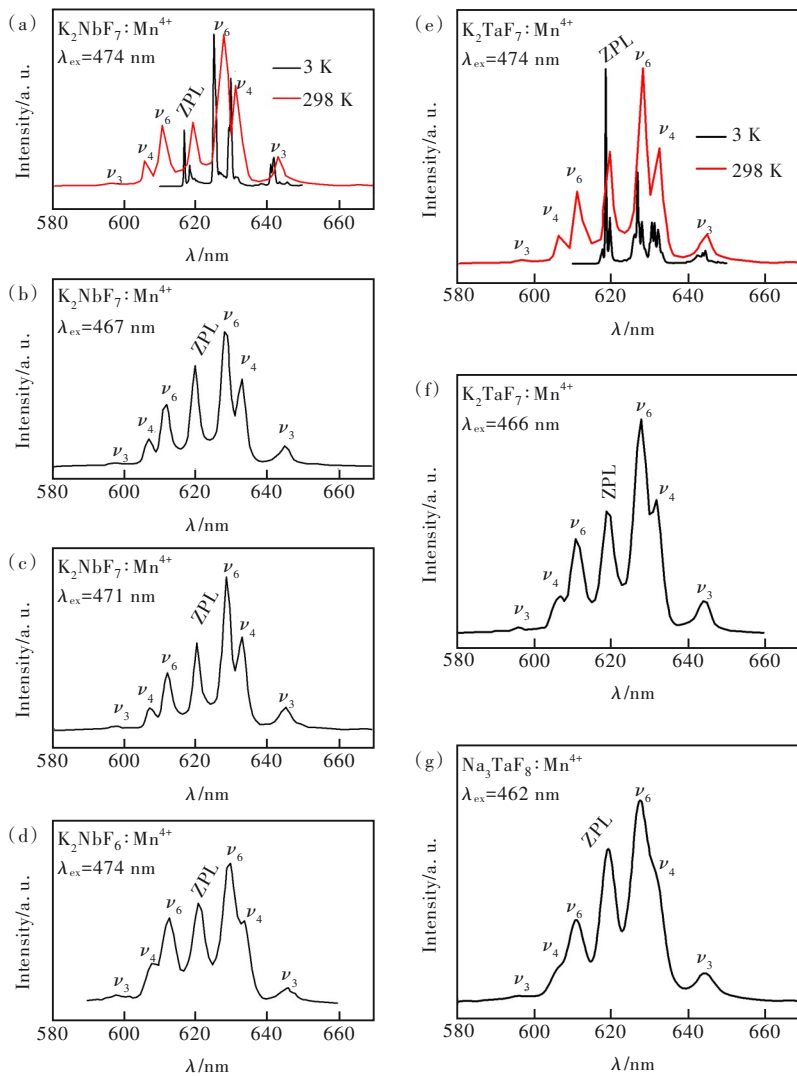 (a)
K₂NbF₇:Mn⁴⁺
λex=474 nm
ν₃
ν₄
ν₆
ZPL
ν₆
ν₄
ν₃
3 K
298 K
Intensity/a. u.
580 600 620 640 660
λ/nm
(b)
K₂NbF₇:Mn⁴⁺
λex=467 nm
ν₃
ν₄
ν₆
ZPL
ν₆
ν₄
ν₃
Intensity/a. u.
580 600 620 640 660
λ/nm
(c)
K₂NbF₇:Mn⁴⁺
λex=471 nm
ν₃
ν₄
ν₆
ZPL
ν₆
ν₄
ν₃
Intensity/a. u.
580 600 620 640 660
λ/nm
(d)
K₂NbF₆:Mn⁴⁺
λex=474 nm
ν₃
ν₄
ν₆
ZPL
ν₆
ν₄
ν₃
Intensity/a. u.
580 600 620 640 660
λ/nm
(e)
K₂TaF₇:Mn⁴⁺
λex=474 nm
ν₃
ν₄
ν₆
ZPL
ν₆
ν₄
ν₃
3 K
298 K
Intensity/a. u.
580 600 620 640 660
λ/nm
(f)
K₂TaF₇:Mn⁴⁺
λex=466 nm
ν₃
ν₄
ν₆
ZPL
ν₆
ν₄
ν₃
Intensity/a. u.
580 600 620 640 660
λ/nm
(g)
Na₃TaF₈:Mn⁴⁺
λex=462 nm
ν₃
ν₄
ν₆
ZPL
ν₆
ν₄
ν₃
Intensity/a. u.
580 600 620 640 660
λ/nm